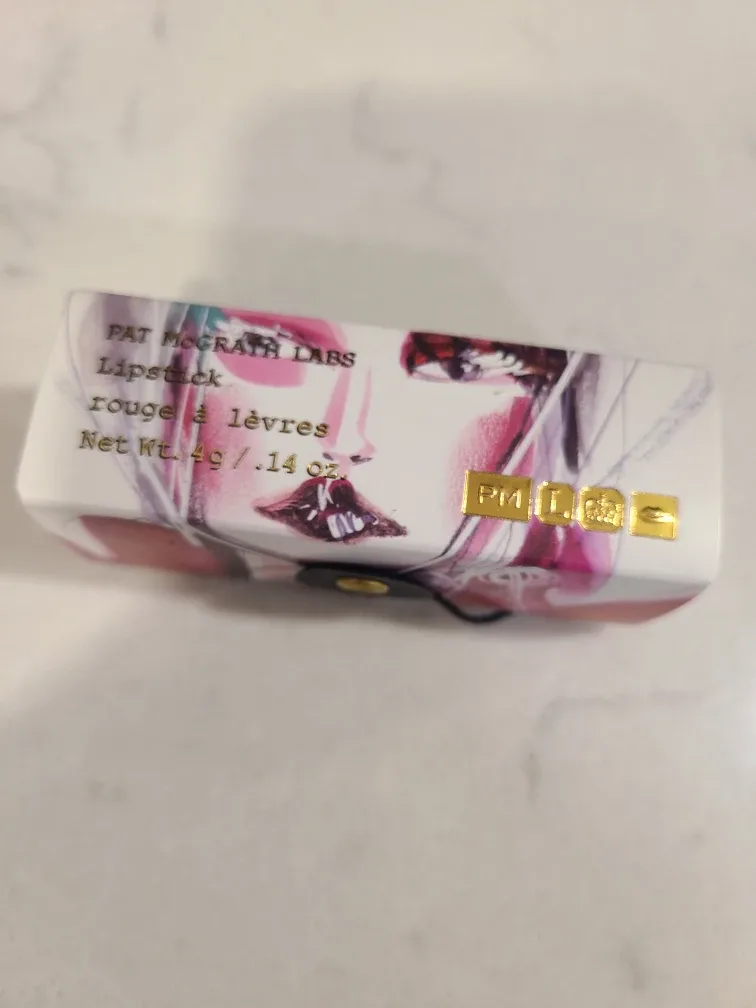 PAT McGRATH LABS
Lipstick
rouge à lèvres
Net Wt. 4g / .14 oz.
PM L